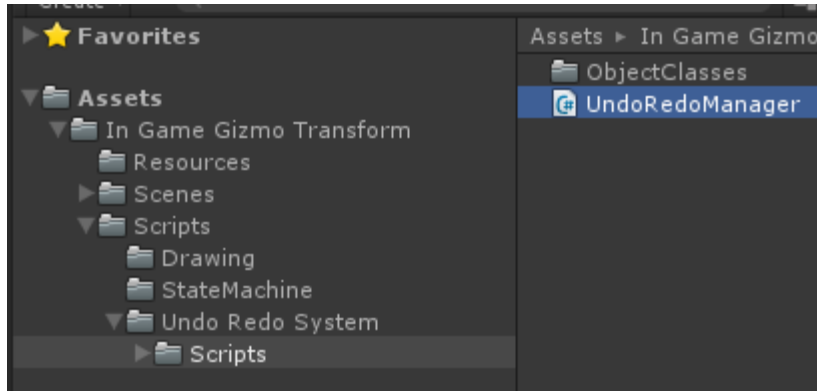 Create
Favorites
Assets
In Game Gizmo Transform
Resources
Scenes
Scripts
Drawing
StateMachine
Undo Redo System
Scripts
Assets ▸ In Game Gizmo
ObjectClasses
UndoRedoManager